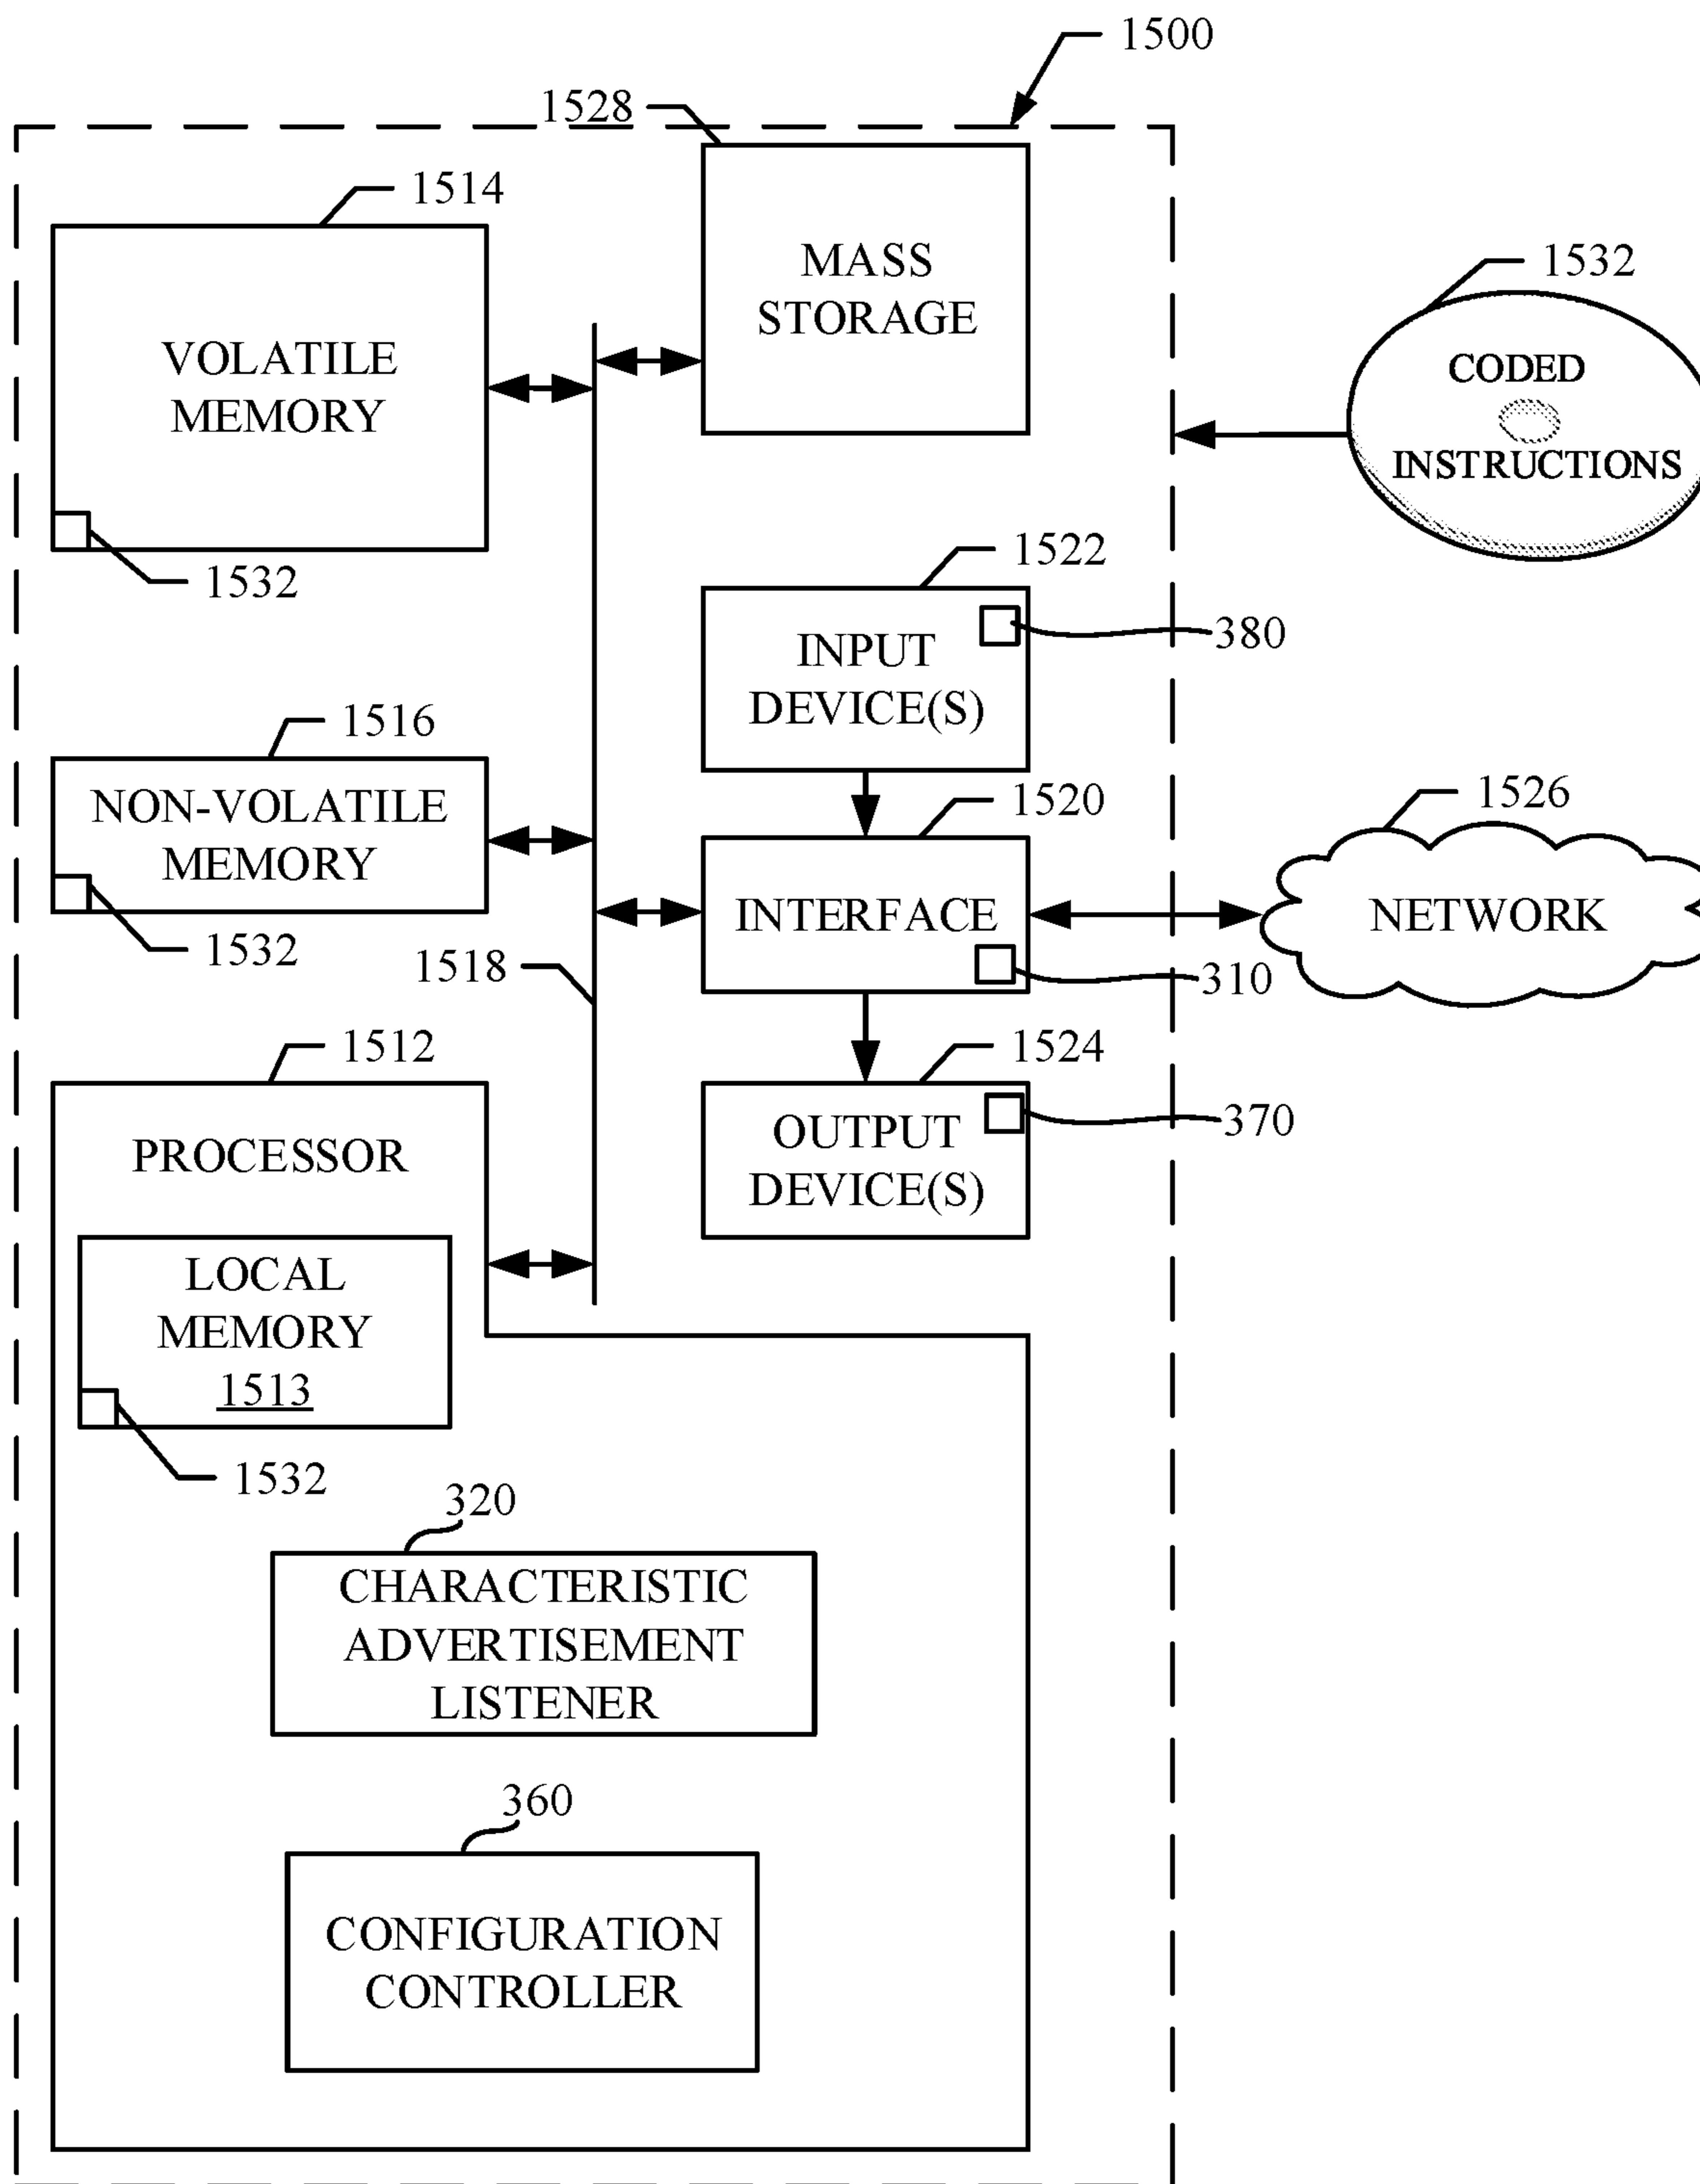 1500
1528
1514
MASS
STORAGE
1532
VOLATILE
MEMORY
CODED
INSTRUCTIONS
1532
1522
380
INPUT
DEVICE(S)
1516
1520
1526
NON-VOLATILE
MEMORY
INTERFACE
NETWORK
1532
1518
310
1512
1524
PROCESSOR
OUTPUT
DEVICE(S)
370
LOCAL
MEMORY
1513
1532
320
CHARACTERISTIC
ADVERTISEMENT
LISTENER
360
CONFIGURATION
CONTROLLER